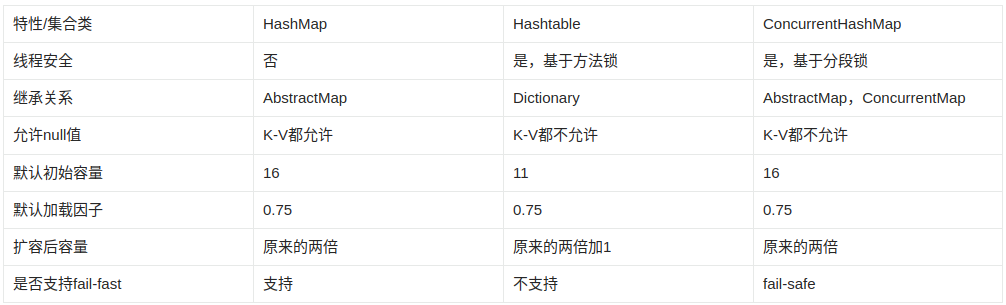 特性/集合类 HashMap Hashtable ConcurrentHashMap
线程安全 否 是，基于方法锁 是，基于分段锁
继承关系 AbstractMap Dictionary AbstractMap，ConcurrentMap
允许null值 K-V都允许 K-V都不允许 K-V都不允许
默认初始容量 16 11 16
默认加载因子 0.75 0.75 0.75
扩容后容量 原来的两倍 原来的两倍加1 原来的两倍
是否支持fail-fast 支持 不支持 fail-safe